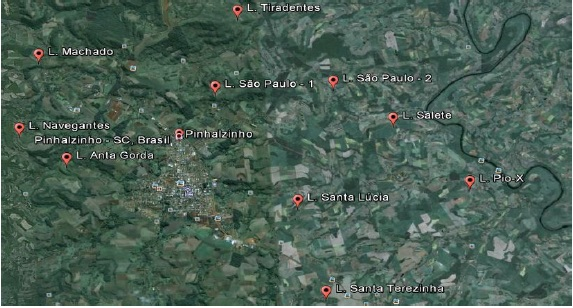 L. Tiradentes
L. Machado
L. São Paulo - 1
L. São Paulo - 2
L. Salete
L. Navegantes
Pinhalzinho
Pinhalzinho - SC, Brasil
L. Anta Gorda
L. Pio-X
L. Santa Lúcia
L. Santa Terezinha